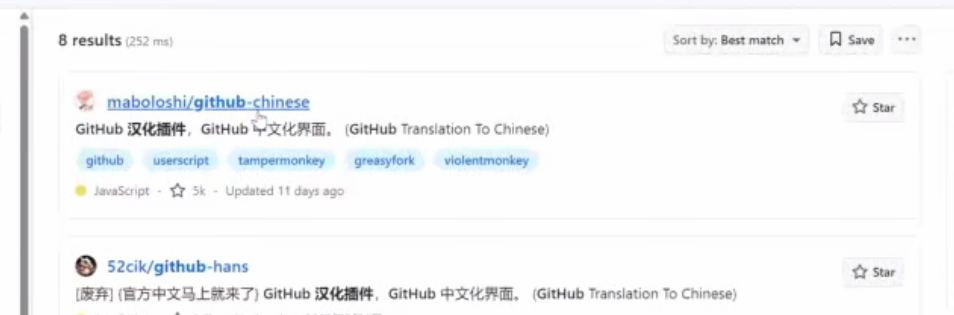 8 results (252 ms)
Sort by: Best match
Save
maboloshi/github-chinese
Star
GitHub 汉化插件，GitHub 中文化界面。 (GitHub Translation To Chinese)
github userscript tampermonkey greasyfork violentmonkey
JavaScript · 5k · Updated 11 days ago
52cik/github-hans
Star
[废弃] {官方中文马上就来了} GitHub 汉化插件，GitHub 中文化界面。 (GitHub Translation To Chinese)